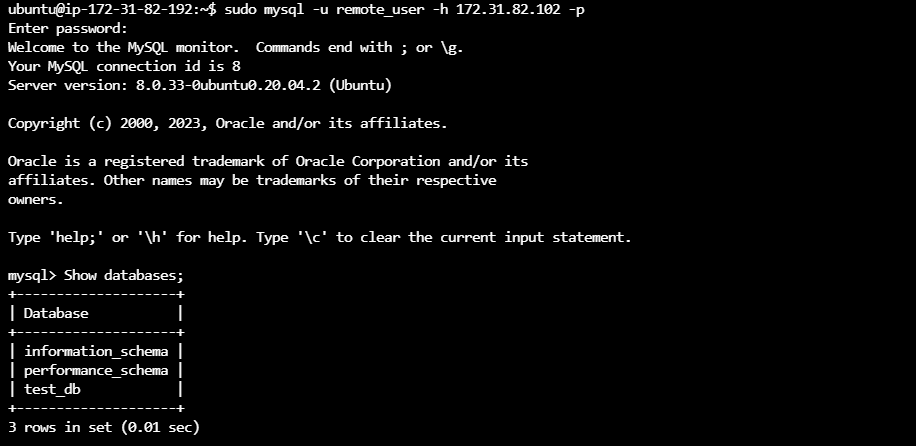 ubuntu@ip-172-31-82-192:~$ sudo mysql -u remote_user -h 172.31.82.102 -p
Enter password:
Welcome to the MySQL monitor.  Commands end with ; or \g.
Your MySQL connection id is 8
Server version: 8.0.33-0ubuntu0.20.04.2 (Ubuntu)

Copyright (c) 2000, 2023, Oracle and/or its affiliates.

Oracle is a registered trademark of Oracle Corporation and/or its
affiliates. Other names may be trademarks of their respective
owners.

Type 'help;' or '\h' for help. Type '\c' to clear the current input statement.

mysql> Show databases;
+--------------------+
| Database           |
+--------------------+
| information_schema |
| performance_schema |
| test_db            |
+--------------------+
3 rows in set (0.01 sec)